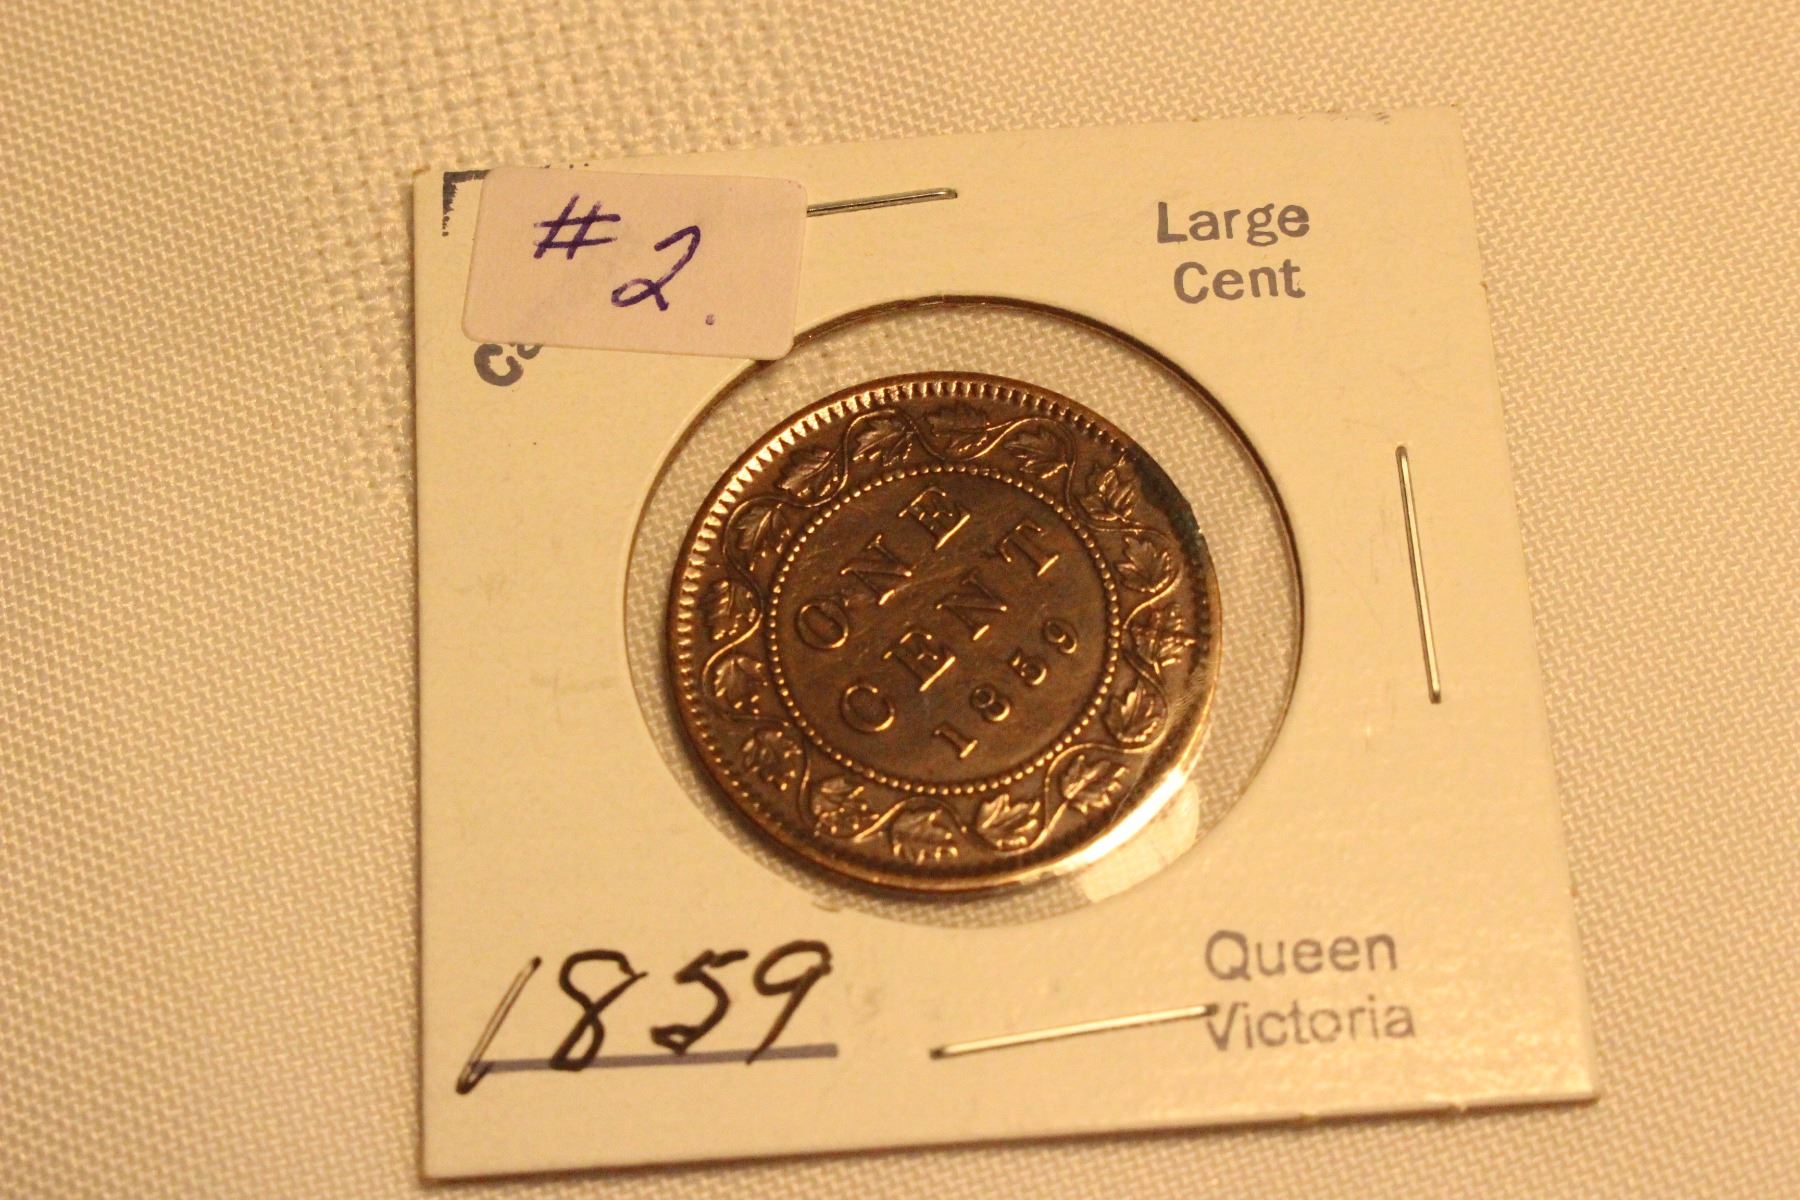 # 2.
Large
Cent
ONE
CENT
1859
1859
Queen
Victoria